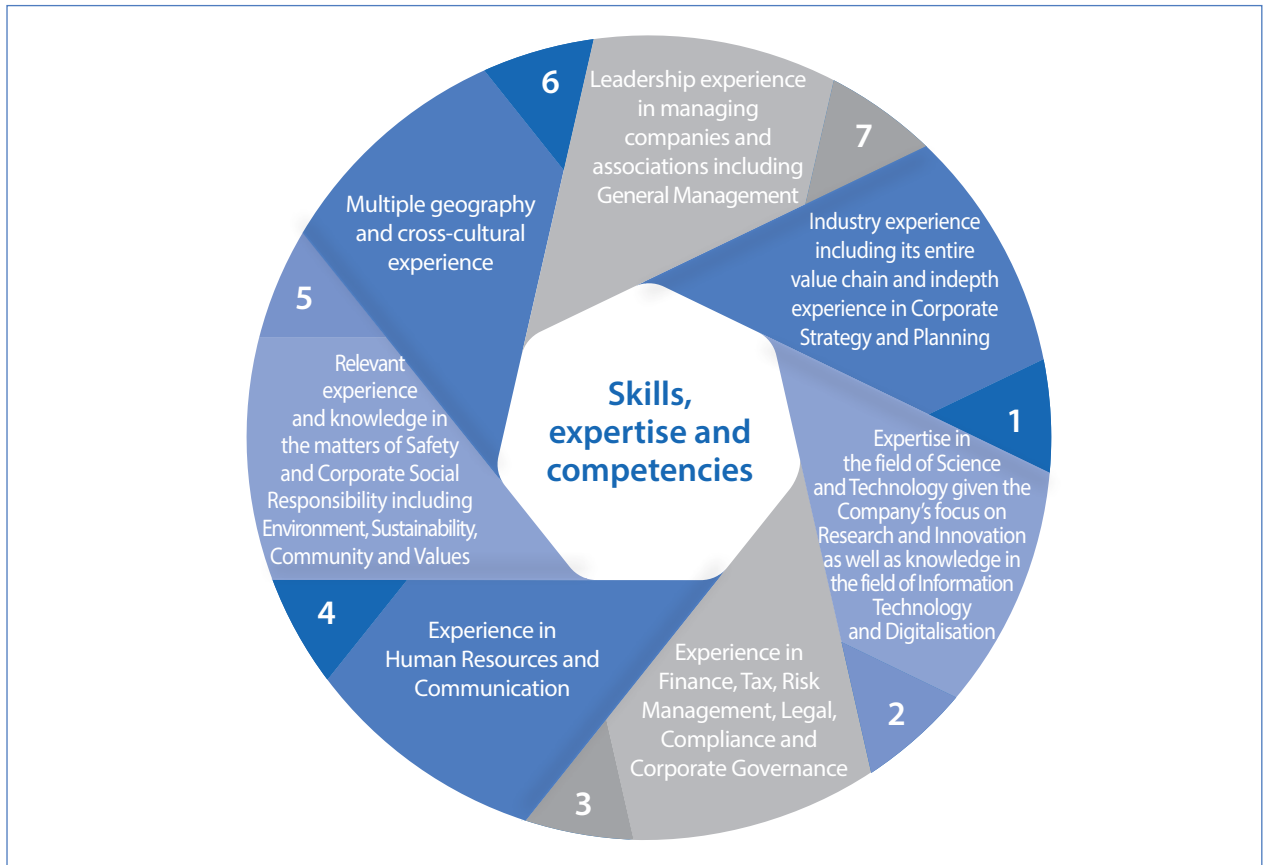 Skills,
expertise and
competencies
Industry experience
including its entire
value chain and indepth
experience in Corporate
Strategy and Planning
1
Expertise in
the field of Science
and Technology given the
Company's focus on
Research and Innovation
as well as knowledge in
the field of Information
Technology
and Digitalisation
2
Experience in
Finance, Tax, Risk
Management, Legal,
Compliance and
Corporate Governance
3
Experience in
Human Resources and
Communication
4
Relevant
experience
and knowledge in
the matters of Safety
and Corporate Social
Responsibility including
Environment, Sustainability,
Community and Values
5
Multiple geography
and cross-cultural
experience
6
Leadership experience
in managing
companies and
associations including
General Management
7